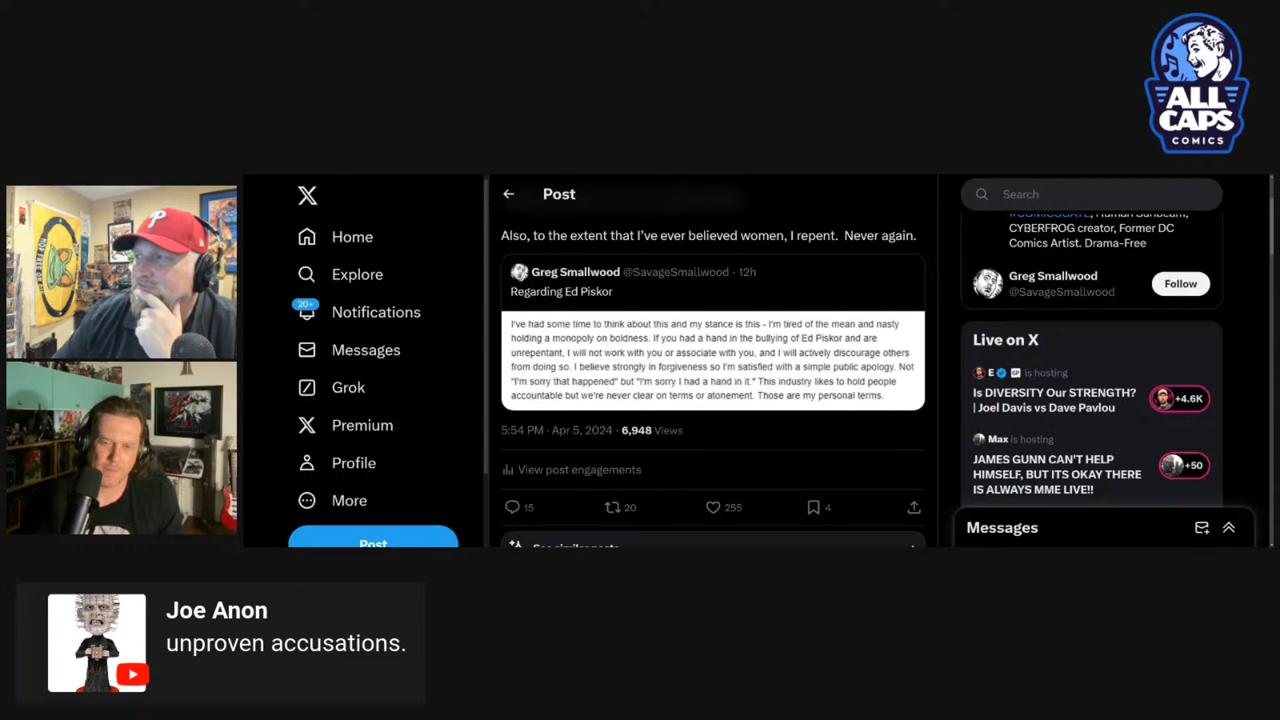 ALL
CAPS
COMICS
Home
Explore
20+
Notifications
Messages
Grok
Premium
Profile
More
Post
Post
Also, to the extent that I've ever believed women, I repent. Never again.
Greg Smallwood @SavageSmallwood · 12h
Regarding Ed Piskor
I've had some time to think about this and my stance is this - I'm tired of the mean and nasty
holding a monopoly on boldness. If you had a hand in the bullying of Ed Piskor and are
unrepentant, I will not work with you or associate with you, and I will actively discourage others
from doing so. I believe strongly in forgiveness so I'm satisfied with a simple public apology. Not
"I'm sorry that happened" but "I'm sorry I had a hand in it." This industry likes to hold people
accountable but we're never clear on terms or atonement. Those are my personal terms.
5:54 PM · Apr 5, 2024 · 6,948 Views
View post engagements
15
20
255
4
See similar posts
Search
#COMICSGATE, Human Sunbeam,
CYBERFROG creator, Former DC
Comics Artist. Drama-Free
Greg Smallwood
@SavageSmallwood
Follow
Live on X
E is hosting
Is DIVERSITY Our STRENGTH?
| Joel Davis vs Dave Pavlou
+4.6K
Max is hosting
JAMES GUNN CAN'T HELP
HIMSELF, BUT ITS OKAY THERE
IS ALWAYS MME LIVE!!
+50
Messages
Joe Anon
unproven accusations.